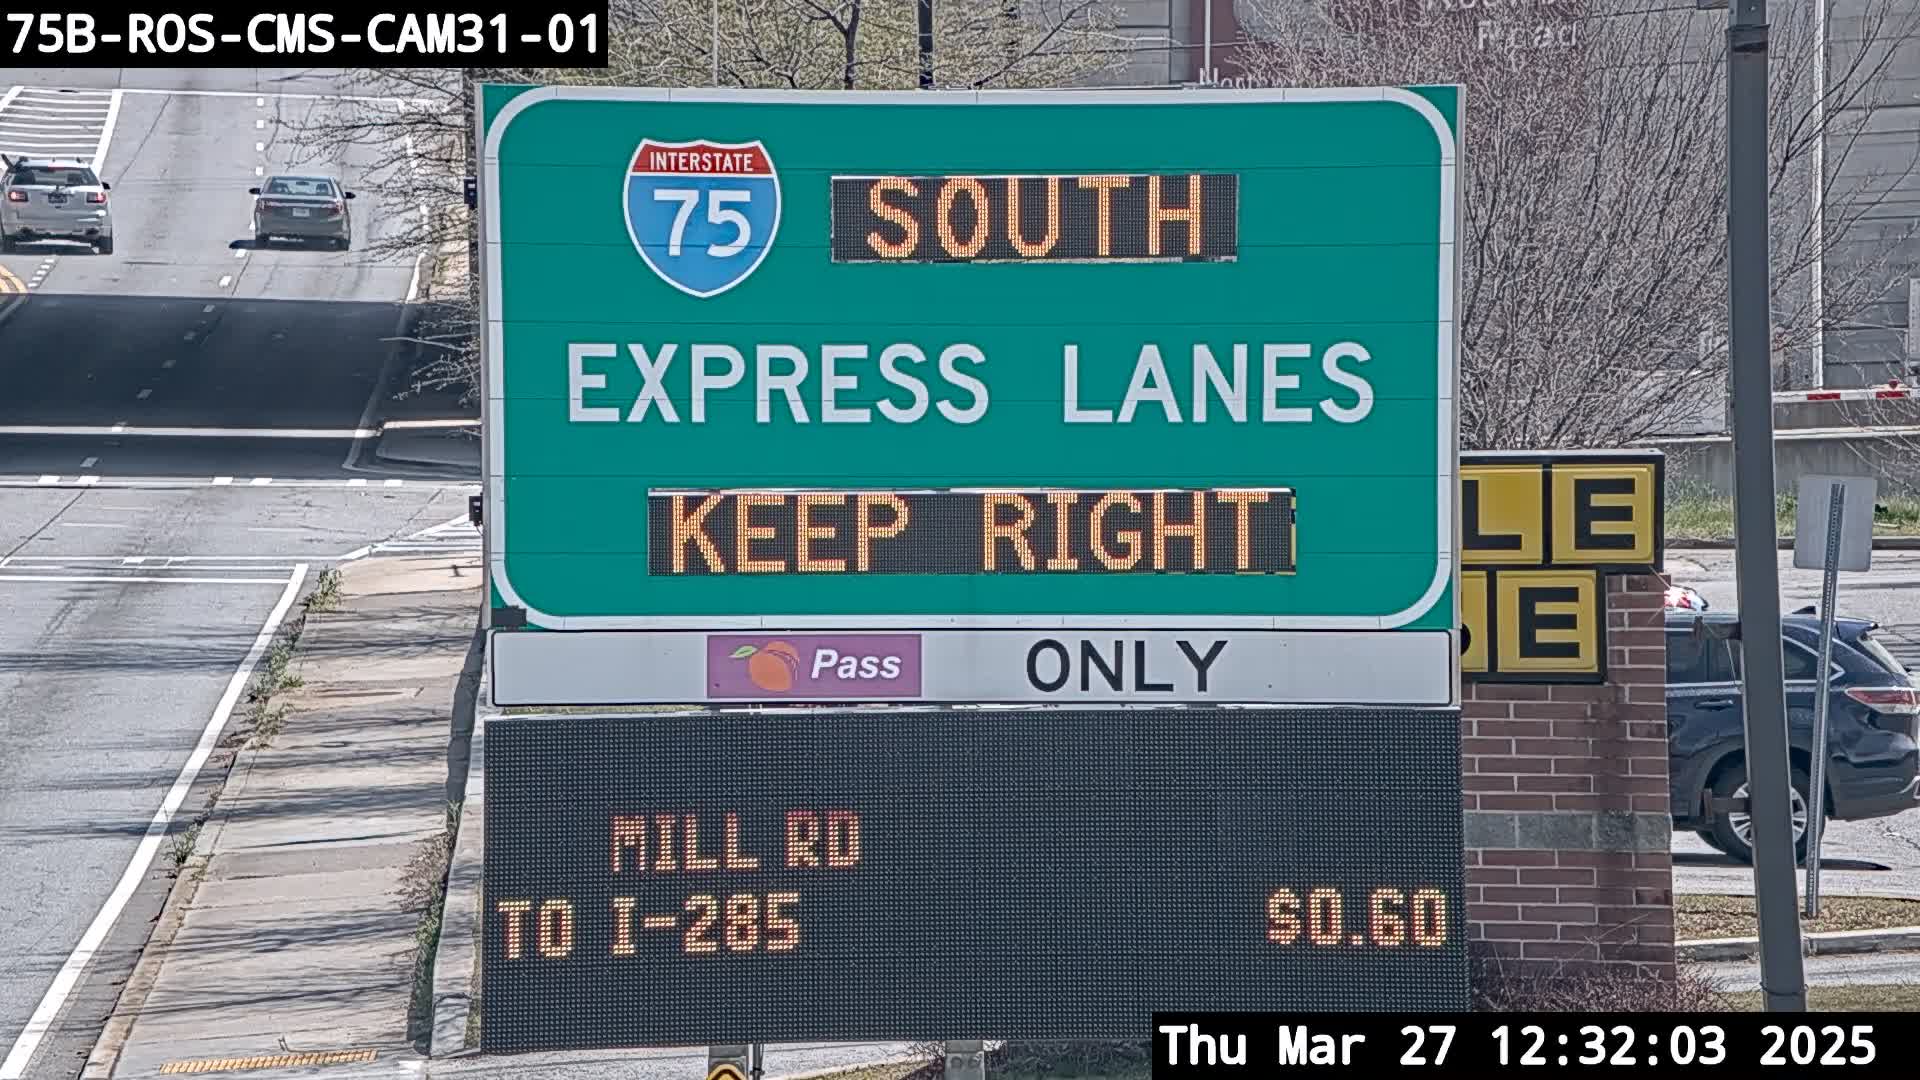 75B-ROS-CMS-CAM31-01
INTERSTATE
75
SOUTH
EXPRESS LANES
KEEP RIGHT
LE
E
Pass ONLY
MILL RD
TO I-285 $0.60
Thu Mar 27 12:32:03 2025